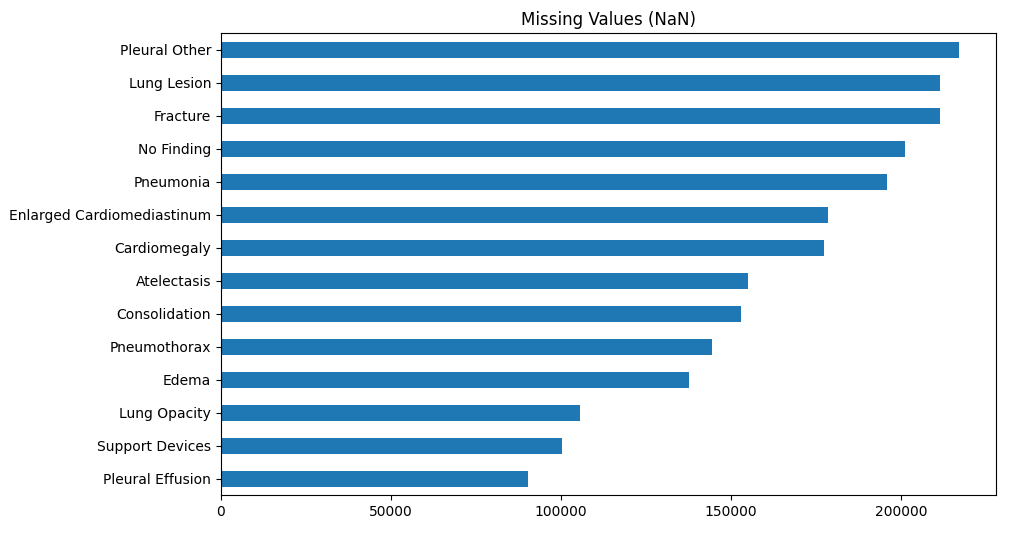 Missing Values (NaN)
Pleural Other
Lung Lesion
Fracture
No Finding
Pneumonia
Enlarged Cardiomediastinum
Cardiomegaly
Atelectasis
Consolidation
Pneumothorax
Edema
Lung Opacity
Support Devices
Pleural Effusion
0 50000 100000 150000 200000